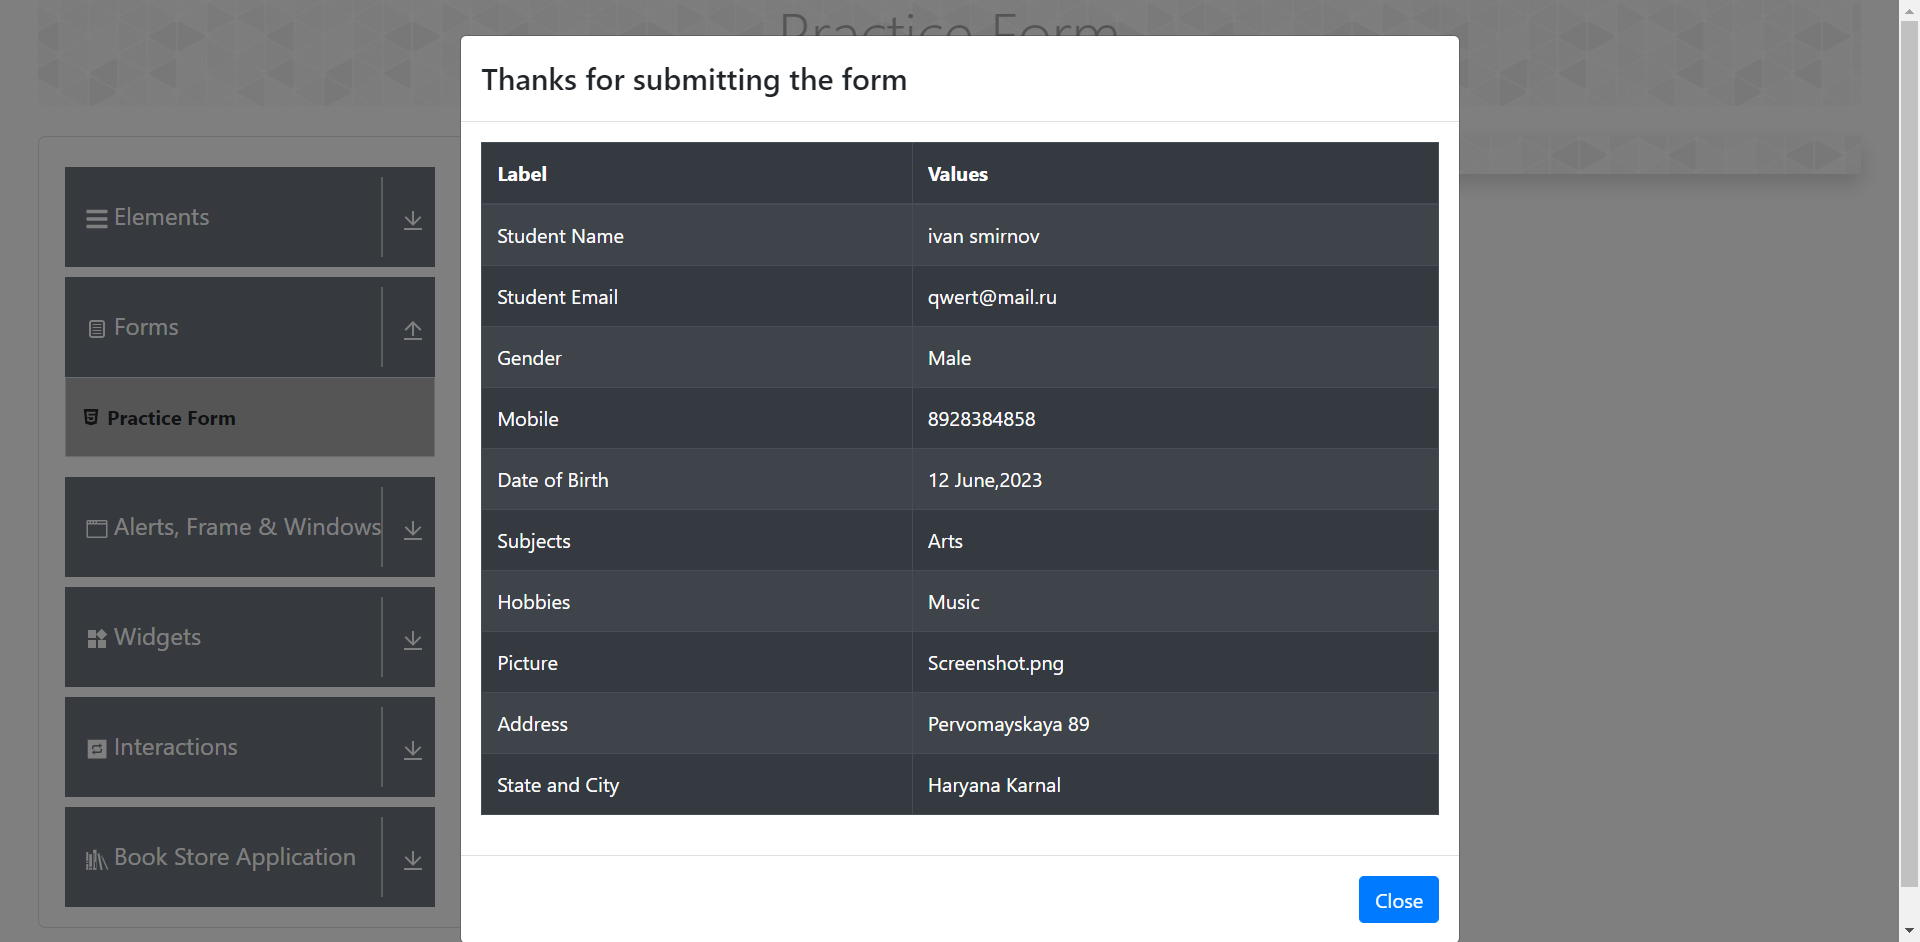 Practice Form
Thanks for submitting the form
Label Values
Student Name ivan smirnov
Student Email qwert@mail.ru
Gender Male
Mobile 8928384858
Date of Birth 12 June,2023
Subjects Arts
Hobbies Music
Picture Screenshot.png
Address Pervomayskaya 89
State and City Haryana Karnal
Close
Elements
Forms
Practice Form
Alerts, Frame & Windows
Widgets
Interactions
Book Store Application